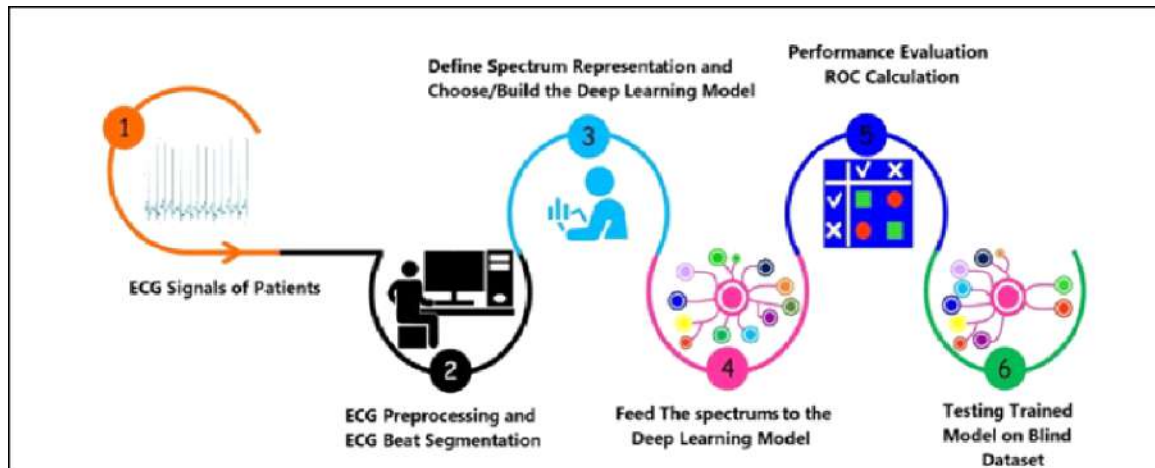 1
ECG Signals of Patients
2
ECG Preprocessing and
ECG Beat Segmentation
Define Spectrum Representation and
Choose/Build the Deep Learning Model
3
4
Feed The spectrums to the
Deep Learning Model
Performance Evaluation
ROC Calculation
5
6
Testing Trained
Model on Blind
Dataset